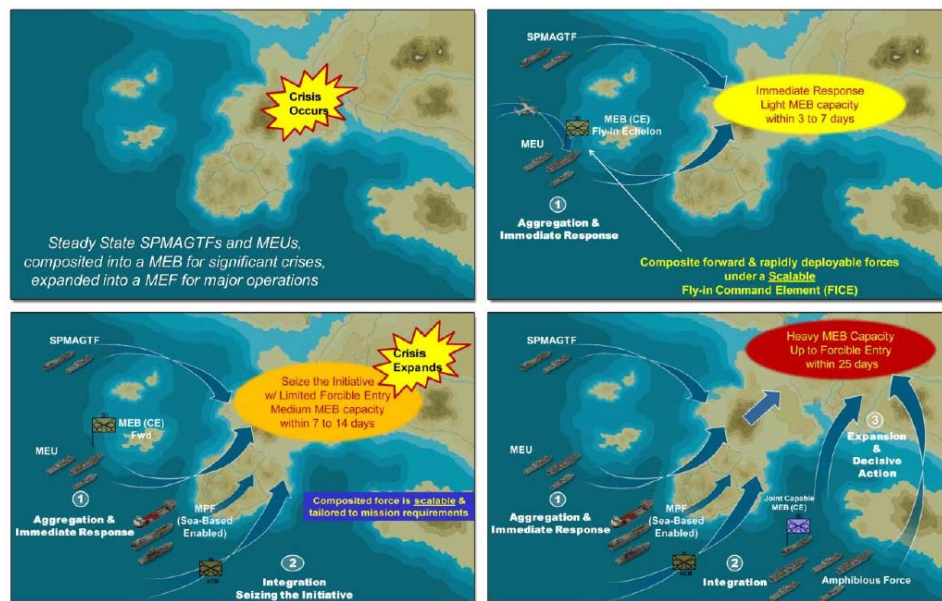 Crisis
Occurs
Steady State SPMAGTFs and MEUs,
composited into a MEB for significant crises,
expanded into a MEF for major operations
SPMAGTF
Immediate Response
Light MEB capacity
within 3 to 7 days
MEB (CE)
Fly-in Echelon
MEU
1
Aggregation &
Immediate Response
Composite forward & rapidly deployable forces
under a Scalable
Fly-in Command Element (FICE)
SPMAGTF
Crisis
Expands
Seize the Initiative
w/ Limited Forcible Entry
Medium MEB capacity
within 7 to 14 days
MEB (CE)
Fwd
MEU
1
Aggregation &
Immediate Response
MPF
(Sea-Based
Enabled)
Composited force is scalable &
tailored to mission requirements
2
Integration
Seizing the Initiative
SPMAGTF
Heavy MEB Capacity
Up to Forcible Entry
within 25 days
MEU
3
Expansion
&
Decisive
Action
1
Aggregation &
Immediate Response
MPF
(Sea-Based
Enabled)
Joint Capable
MEB (CE)
2
Integration
Amphibious Force